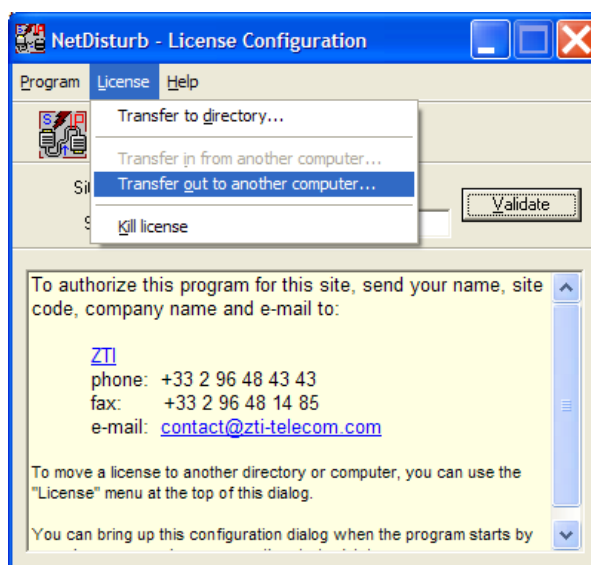 NetDisturb - License Configuration
Program License Help
Transfer to directory...
Transfer in from another computer...
Transfer out to another computer...
Kill license
Validate
To authorize this program for this site, send your name, site
code, company name and e-mail to:
ZTI
phone: +33 2 96 48 43 43
fax: +33 2 96 48 14 85
e-mail: contact@zti-telecom.com
To move a license to another directory or computer, you can use the
"License" menu at the top of this dialog.
You can bring up this configuration dialog when the program starts by